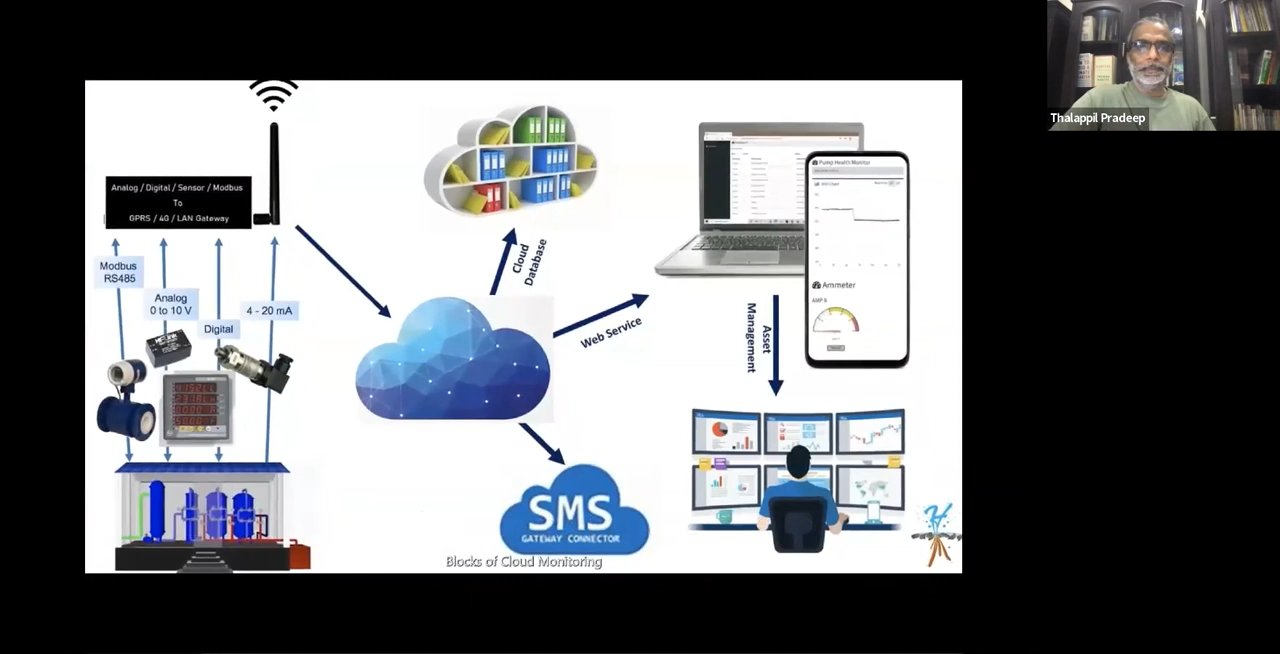 Thalappil Pradeep
Analog / Digital / Sensor / Modbus
To
GPRS / 4G / LAN Gateway
Modbus
RS485
Analog
0 to 10 V
Digital
4 - 20 mA
Cloud
Database
Web Service
Pump Health Monitor
Ammeter
Asset
Management
SMS
GATEWAY CONNECTOR
Blocks of Cloud Monitoring